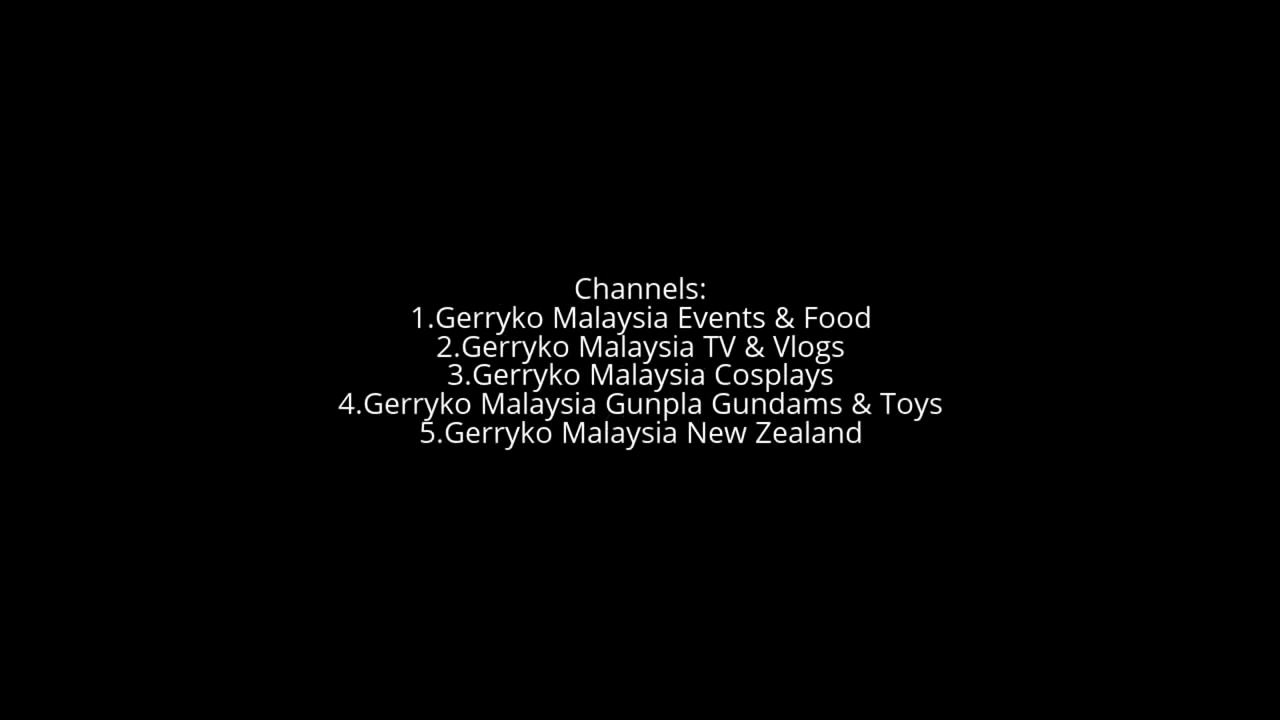 Channels:
1.Gerryko Malaysia Events & Food
2.Gerryko Malaysia TV & Vlogs
3.Gerryko Malaysia Cosplays
4.Gerryko Malaysia Gunpla Gundams & Toys
5.Gerryko Malaysia New Zealand